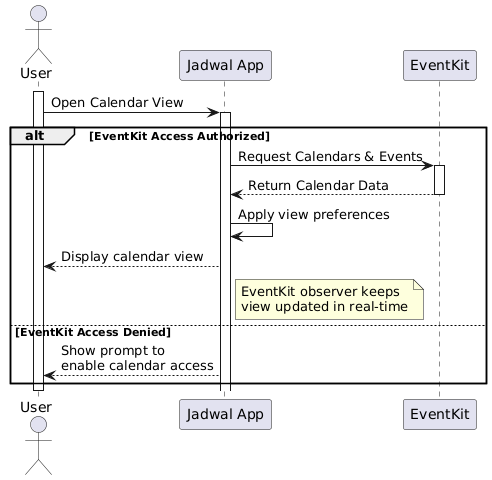 User
Jadwal App
EventKit
Open Calendar View
alt
[EventKit Access Authorized]
Request Calendars & Events
Return Calendar Data
Apply view preferences
Display calendar view
EventKit observer keeps
view updated in real-time
[EventKit Access Denied]
Show prompt to
enable calendar access
User
Jadwal App
EventKit